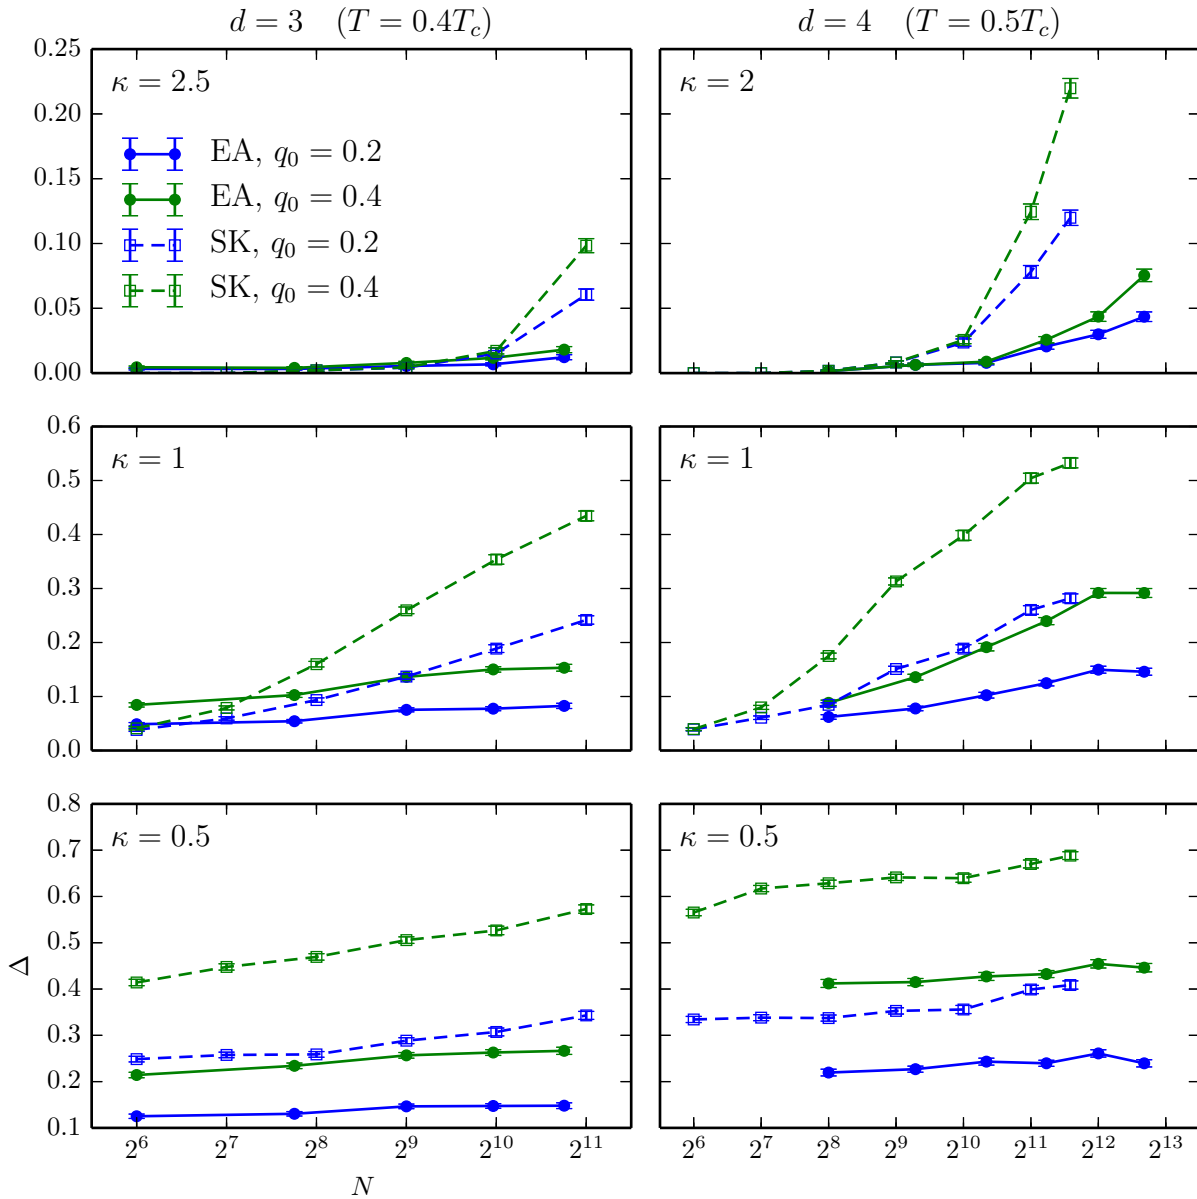 d = 3 (T = 0.4T_c)
d = 4 (T = 0.5T_c)
0.25
0.20
0.15
0.10
0.05
0.00
κ = 2.5
EA, q_0 = 0.2
EA, q_0 = 0.4
SK, q_0 = 0.2
SK, q_0 = 0.4
κ = 2
0.6
0.5
0.4
0.3
0.2
0.1
0.0
κ = 1
κ = 1
0.8
0.7
0.6
0.5
0.4
0.3
0.2
0.1
Δ
κ = 0.5
κ = 0.5
2^6 2^7 2^8 2^9 2^10 2^11
2^6 2^7 2^8 2^9 2^10 2^11 2^12 2^13
N